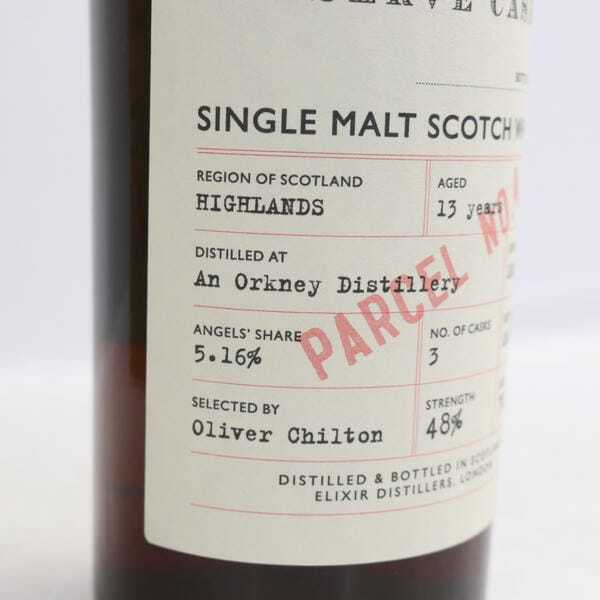 SINGLE MALT SCOTCH
REGION OF SCOTLAND
HIGHLANDS
AGED
13 years
DISTILLED AT
An Orkney Distillery
PARCEL NO.
ANGELS' SHARE
5.16%
NO. OF CASKS
3
SELECTED BY
Oliver Chilton
STRENGTH
48%
DISTILLED & BOTTLED IN
ELIXIR DISTILLERS, LONDON